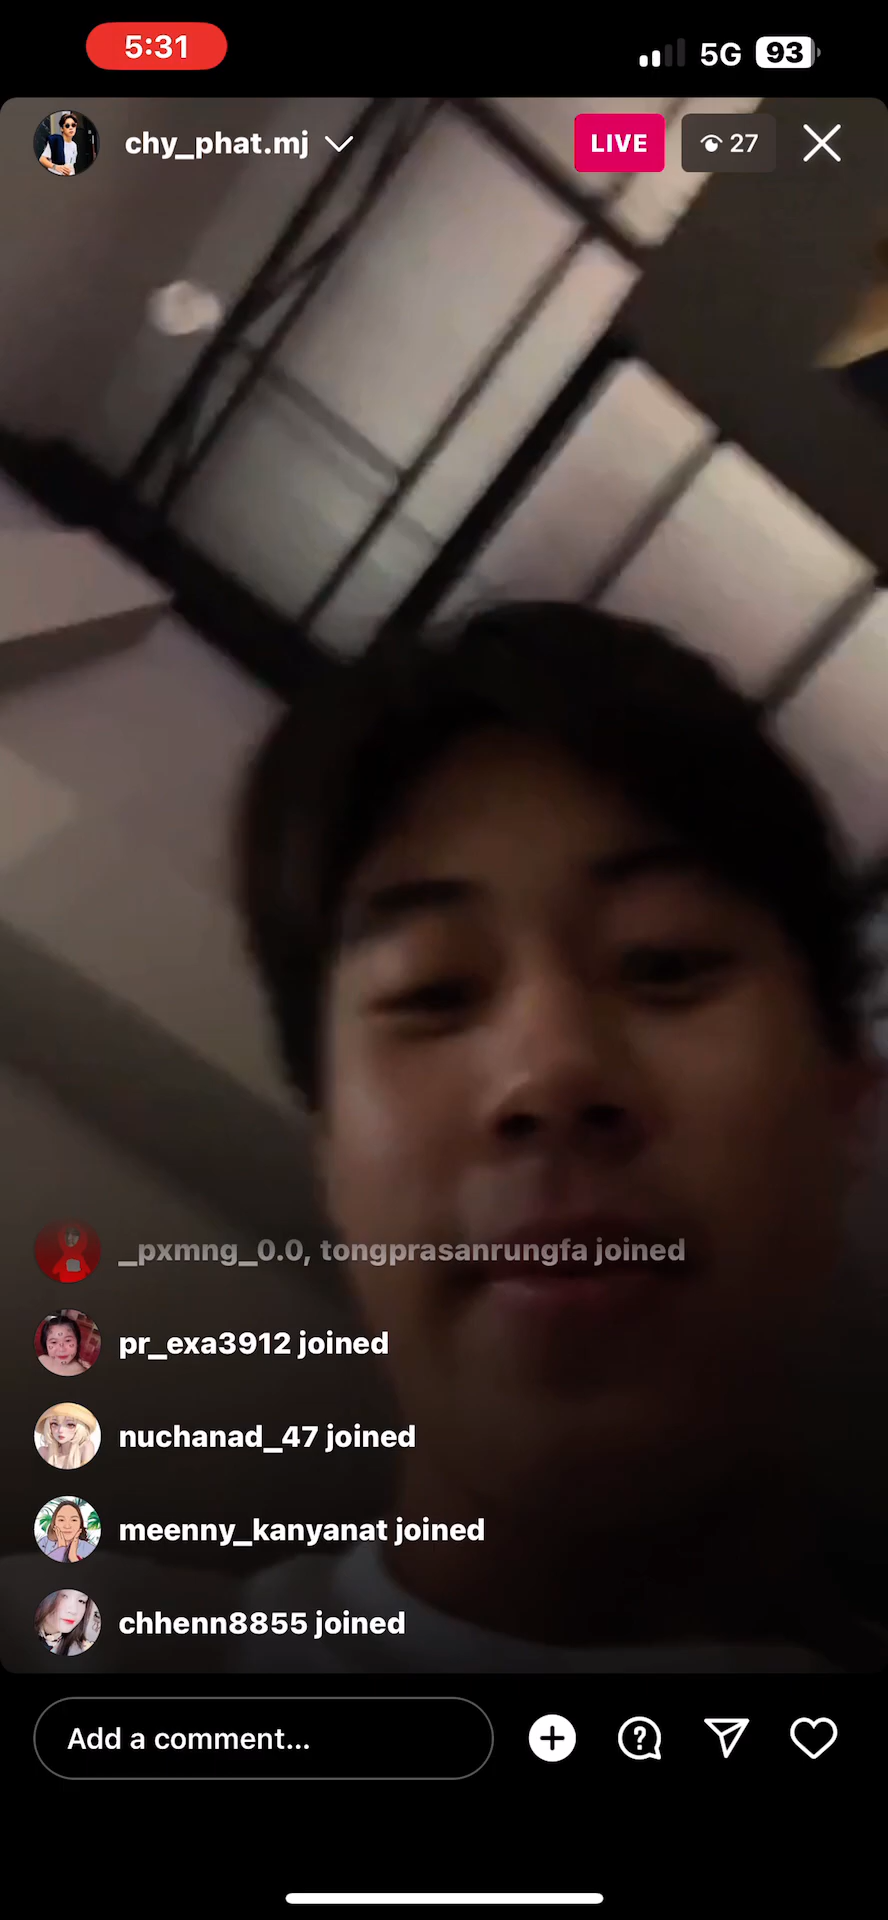 5:31
5G 93
chy_phat.mj
LIVE
27
_pxmng_0.0, tongprasanrungfa joined
pr_exa3912 joined
nuchanad_47 joined
meenny_kanyanat joined
chhenn8855 joined
Add a comment...